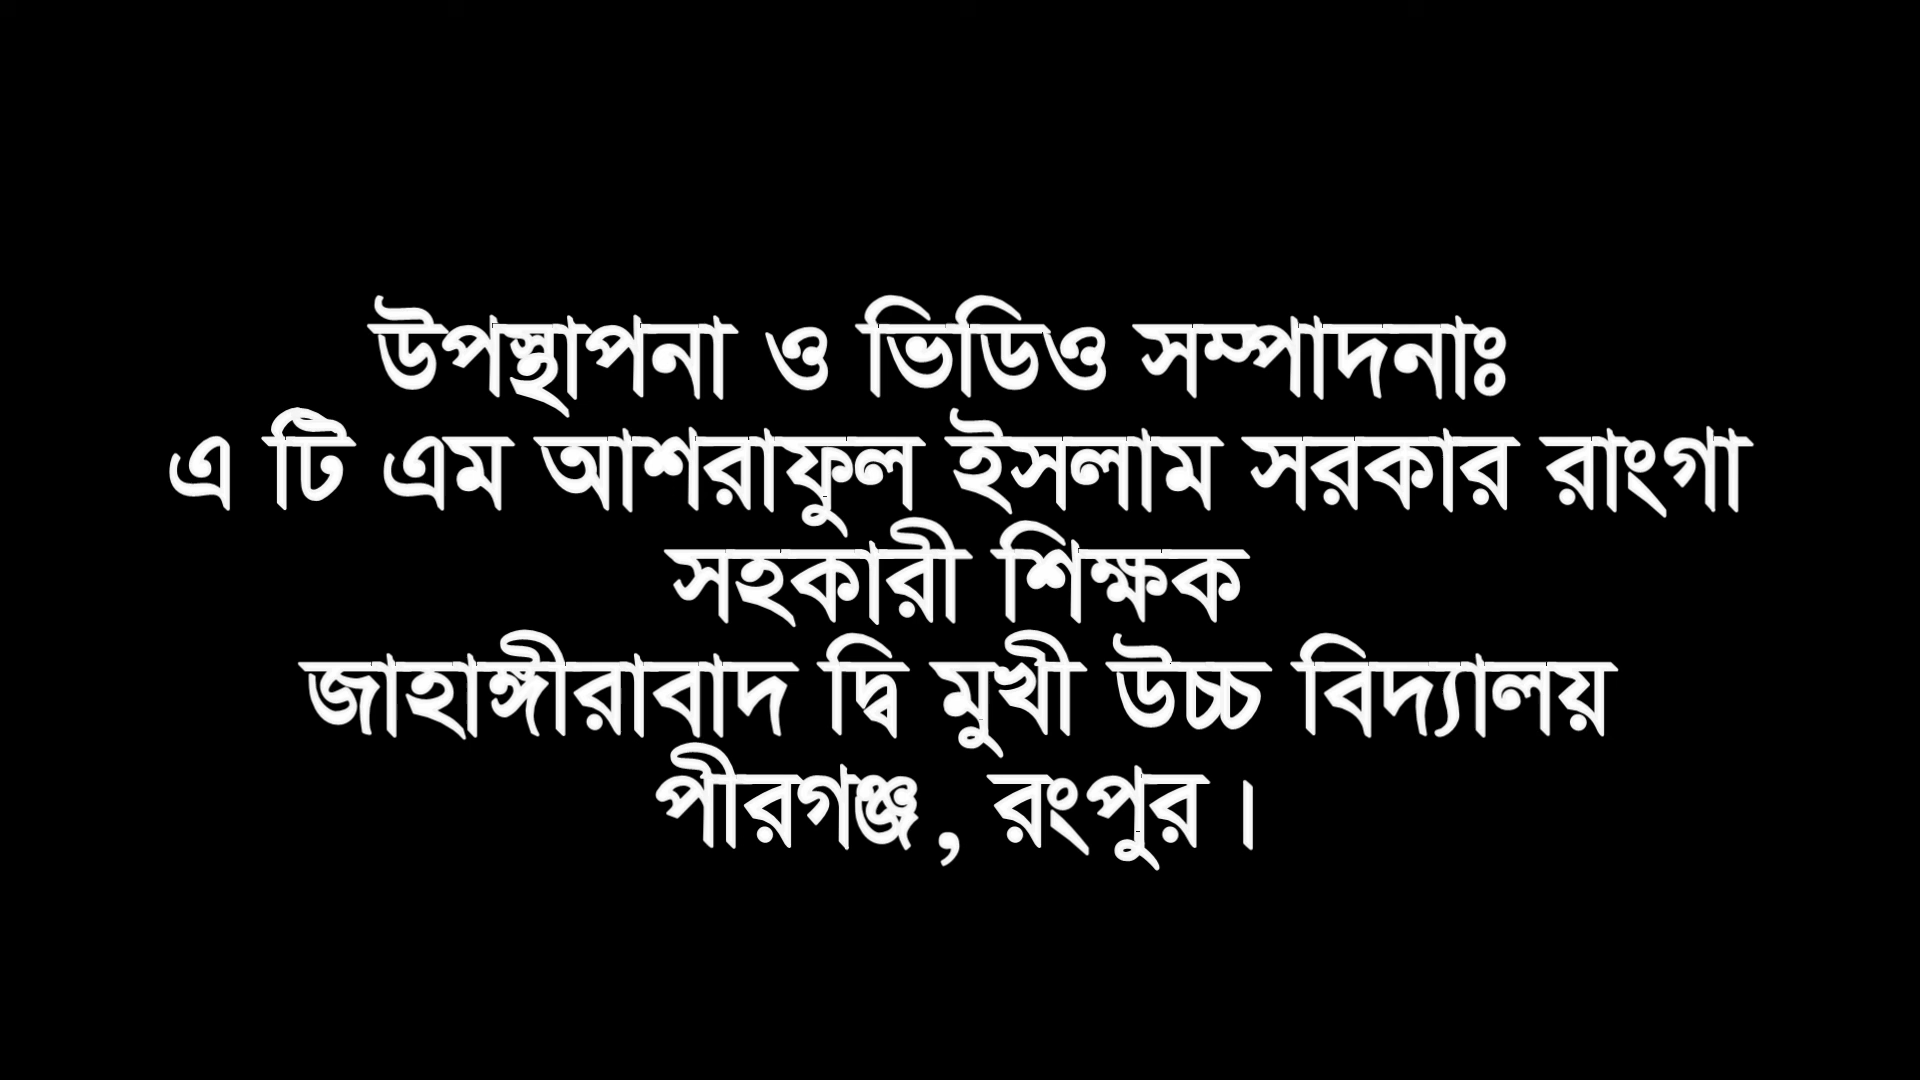 উপস্থাপনা ও ভিডিও সম্পাদনাঃ
এ টি এম আশরাফুল ইসলাম সরকার রাংগা
সহকারী শিক্ষক
জাহাঙ্গীরাবাদ দ্বি মুখী উচ্চ বিদ্যালয়
পীরগঞ্জ, রংপুর।